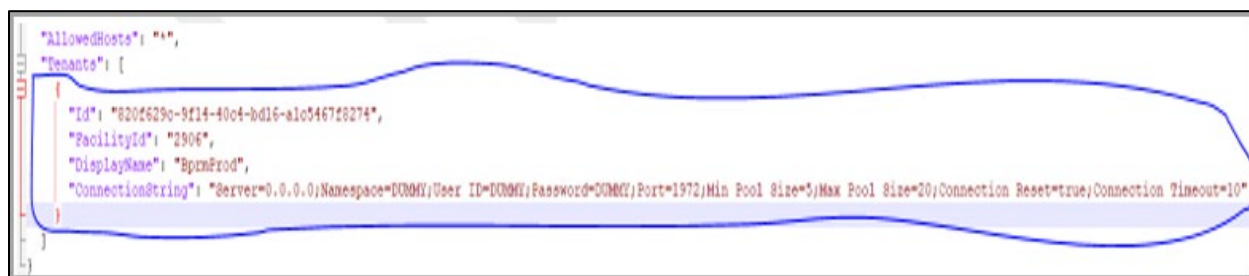 "AllowedHosts": "*",
"Tenants": [
{
"Id": "820f629c-9f14-40c4-bd16-a1c5467f8274",
"FacilityId": "2906",
"DisplayName": "BprmProd",
"ConnectionString": "Server=0.0.0.0;Namespace=DUMMY;User ID=DUMMY;Password=DUMMY;Port=1972;Min Pool Size=5;Max Pool Size=20;Connection Reset=true;Connection Timeout=10"
}
]
}